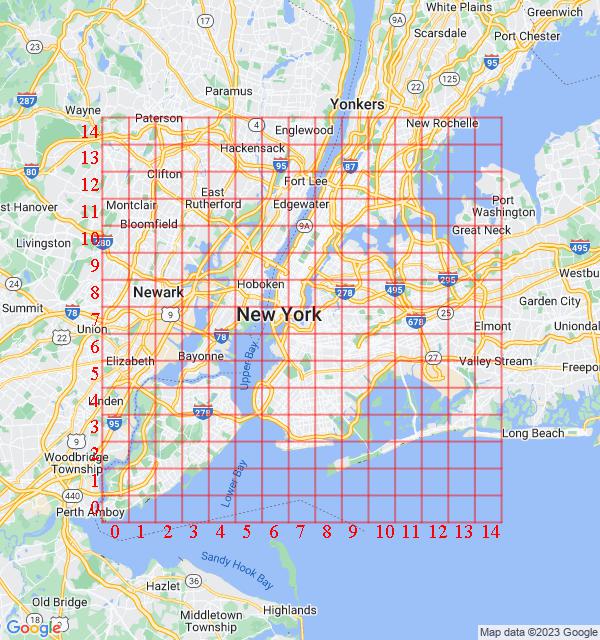 White Plains
Greenwich
9A
17
Scarsdale
Port Chester
23
95
125
22
287
Paramus
Yonkers
Wayne
Paterson
4
Englewood
New Rochelle
14
Hackensack
13
95
87
80
12
Clifton
Fort Lee
East
Rutherford
Port
Washington
11
Montclair
Edgewater
st Hanover
Bloomfield
9A
Great Neck
10
280
Livingston
495
9
Westbu
24
8
Newark
Hoboken
278
495
295
Garden City
Summit
78
9
7
New York
678
25
Elmont
Uniondal
Union
22
78
6
Bayonne
Upper Bay
27
Elizabeth
Valley Stream
Freepor
5
4
Linden
278
95
3
9
Long Beach
Woodbridge
Township
2
1
Lower Bay
440
0
Perth Amboy
0 1 2 3 4 5 6 7 8 9 10 11 12 13 14
Sandy Hook Bay
Hazlet
36
Old Bridge
Middletown
Township
Highlands
18
Google
Map data ©2023 Google